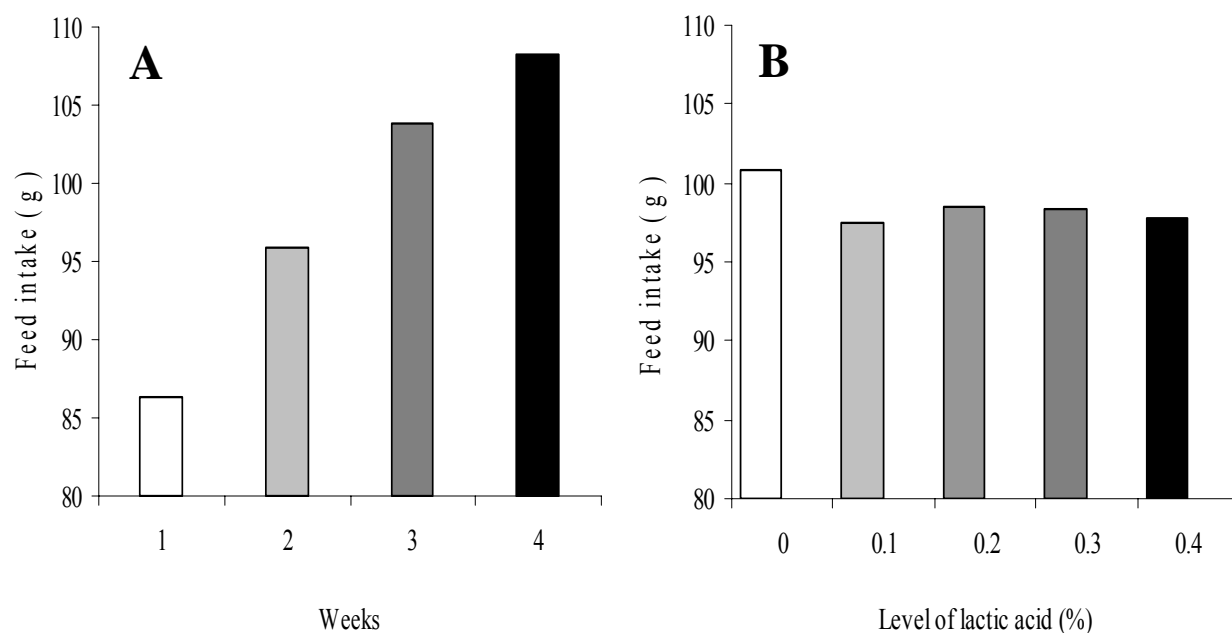 A
Feed intake (g)
110
105
100
95
90
85
80
1 2 3 4
Weeks
B
Feed intake (g)
110
105
100
95
90
85
80
0 0.1 0.2 0.3 0.4
Level of lactic acid (%)